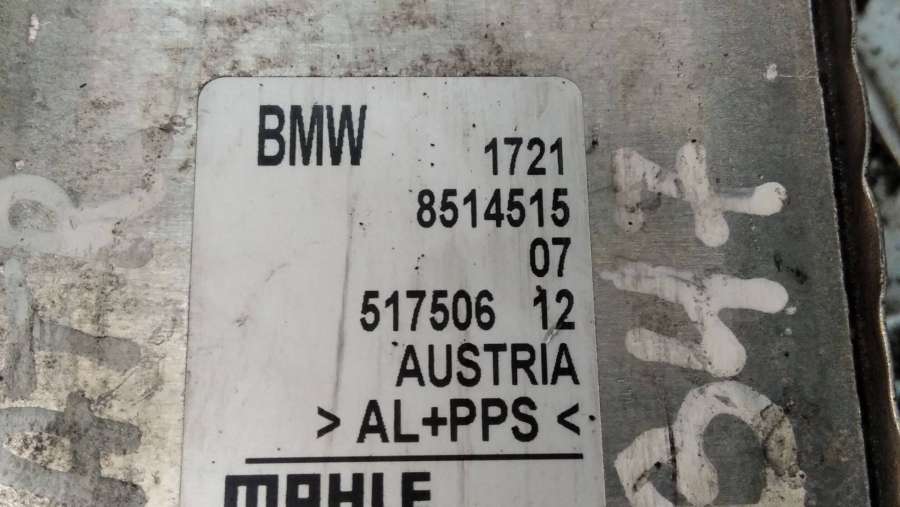 BMW 1721
8514515
07
517506 12
AUSTRIA
> AL+PPS <
MAHLE